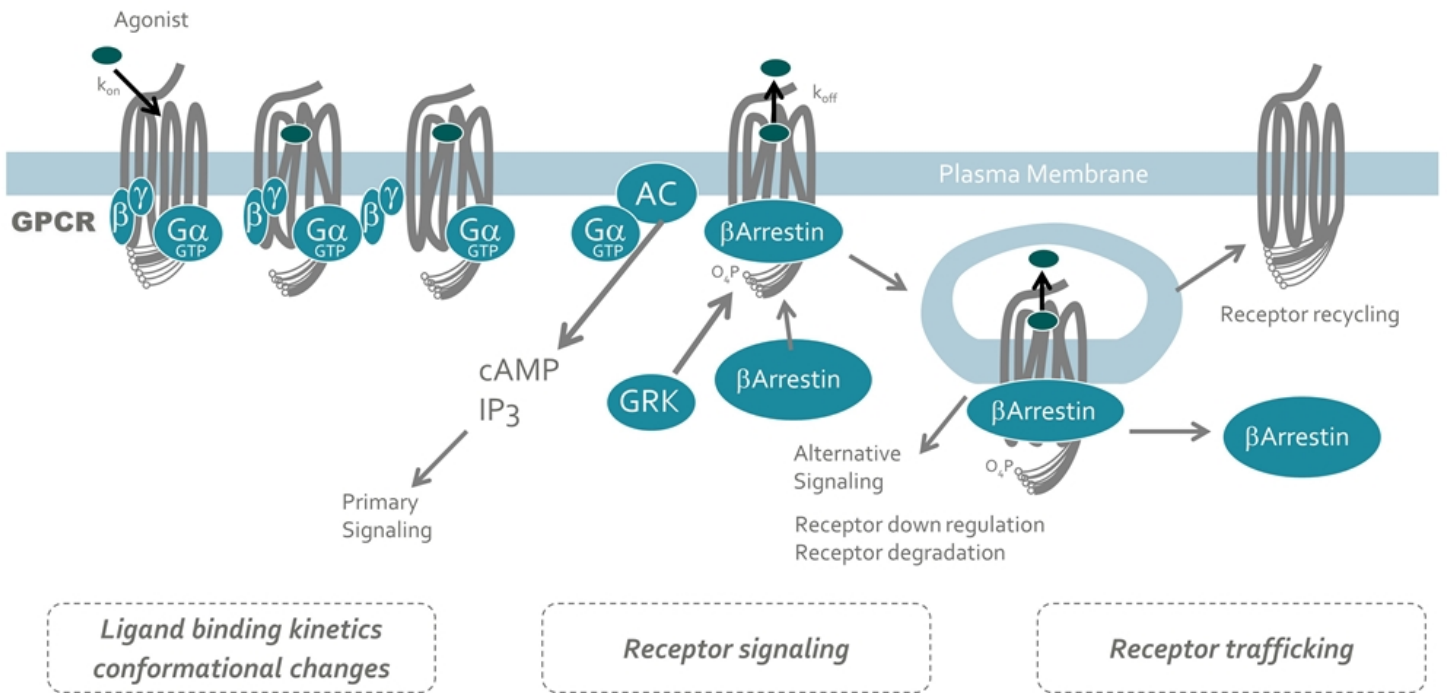 Agonist
kon
koff
Plasma Membrane
GPCR
β
γ
Gα
GTP
β
γ
Gα
GTP
β
γ
Gα
GTP
Gα
GTP
AC
βArrestin
O4P
cAMP
IP3
Primary
Signaling
GRK
βArrestin
βArrestin
O4P
Alternative
Signaling
Receptor down regulation
Receptor degradation
βArrestin
Receptor recycling
Ligand binding kinetics
conformational changes
Receptor signaling
Receptor trafficking